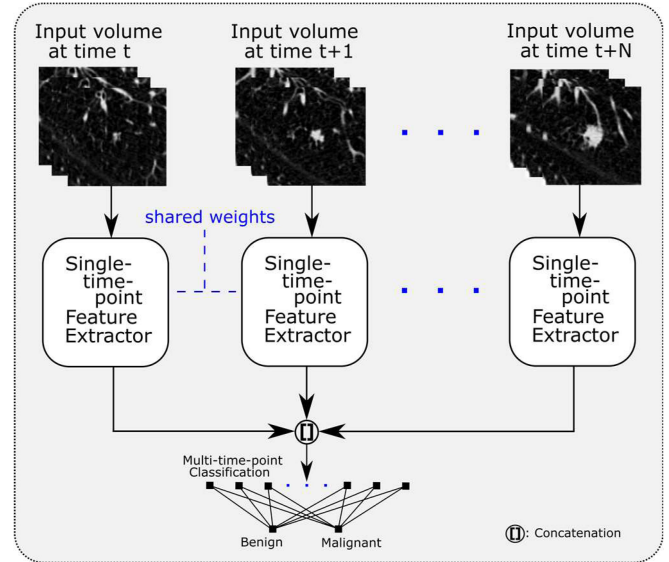 Input volume
at time t
Input volume
at time t+1
Input volume
at time t+N
shared weights
Single-
time-
point
Feature
Extractor
Single-
time-
point
Feature
Extractor
Single-
time-
point
Feature
Extractor
[]
Multi-time-point
Classification
Benign
Malignant
[]: Concatenation